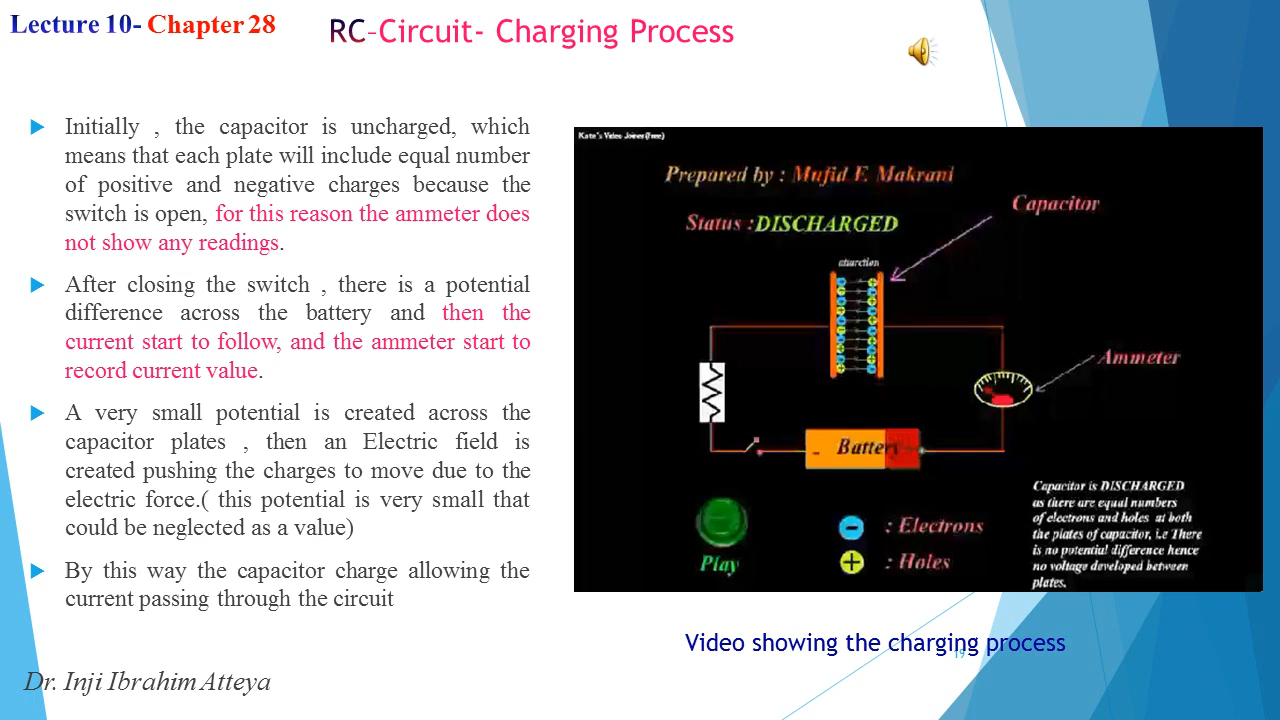 Lecture 10- Chapter 28
RC–Circuit- Charging Process
Initially , the capacitor is uncharged, which
means that each plate will include equal number
of positive and negative charges because the
switch is open, for this reason the ammeter does
not show any readings.
After closing the switch , there is a potential
difference across the battery and then the
current start to follow, and the ammeter start to
record current value.
A very small potential is created across the
capacitor plates , then an Electric field is
created pushing the charges to move due to the
electric force.( this potential is very small that
could be neglected as a value)
By this way the capacitor charge allowing the
current passing through the circuit
Dr. Inji Ibrahim Atteya
Kate's Video Joiner(Free)
Prepared by : Mufid F. Makrani
Status : DISCHARGED
Capacitor
attarction
Ammeter
- Battery
Play
- : Electrons
+ : Holes
Capacitor is DISCHARGED
as there are equal numbers
of electrons and holes at both
the plates of capacitor, i.e There
is no potential difference hence
no voltage developed between
plates.
Video showing the charging process
19